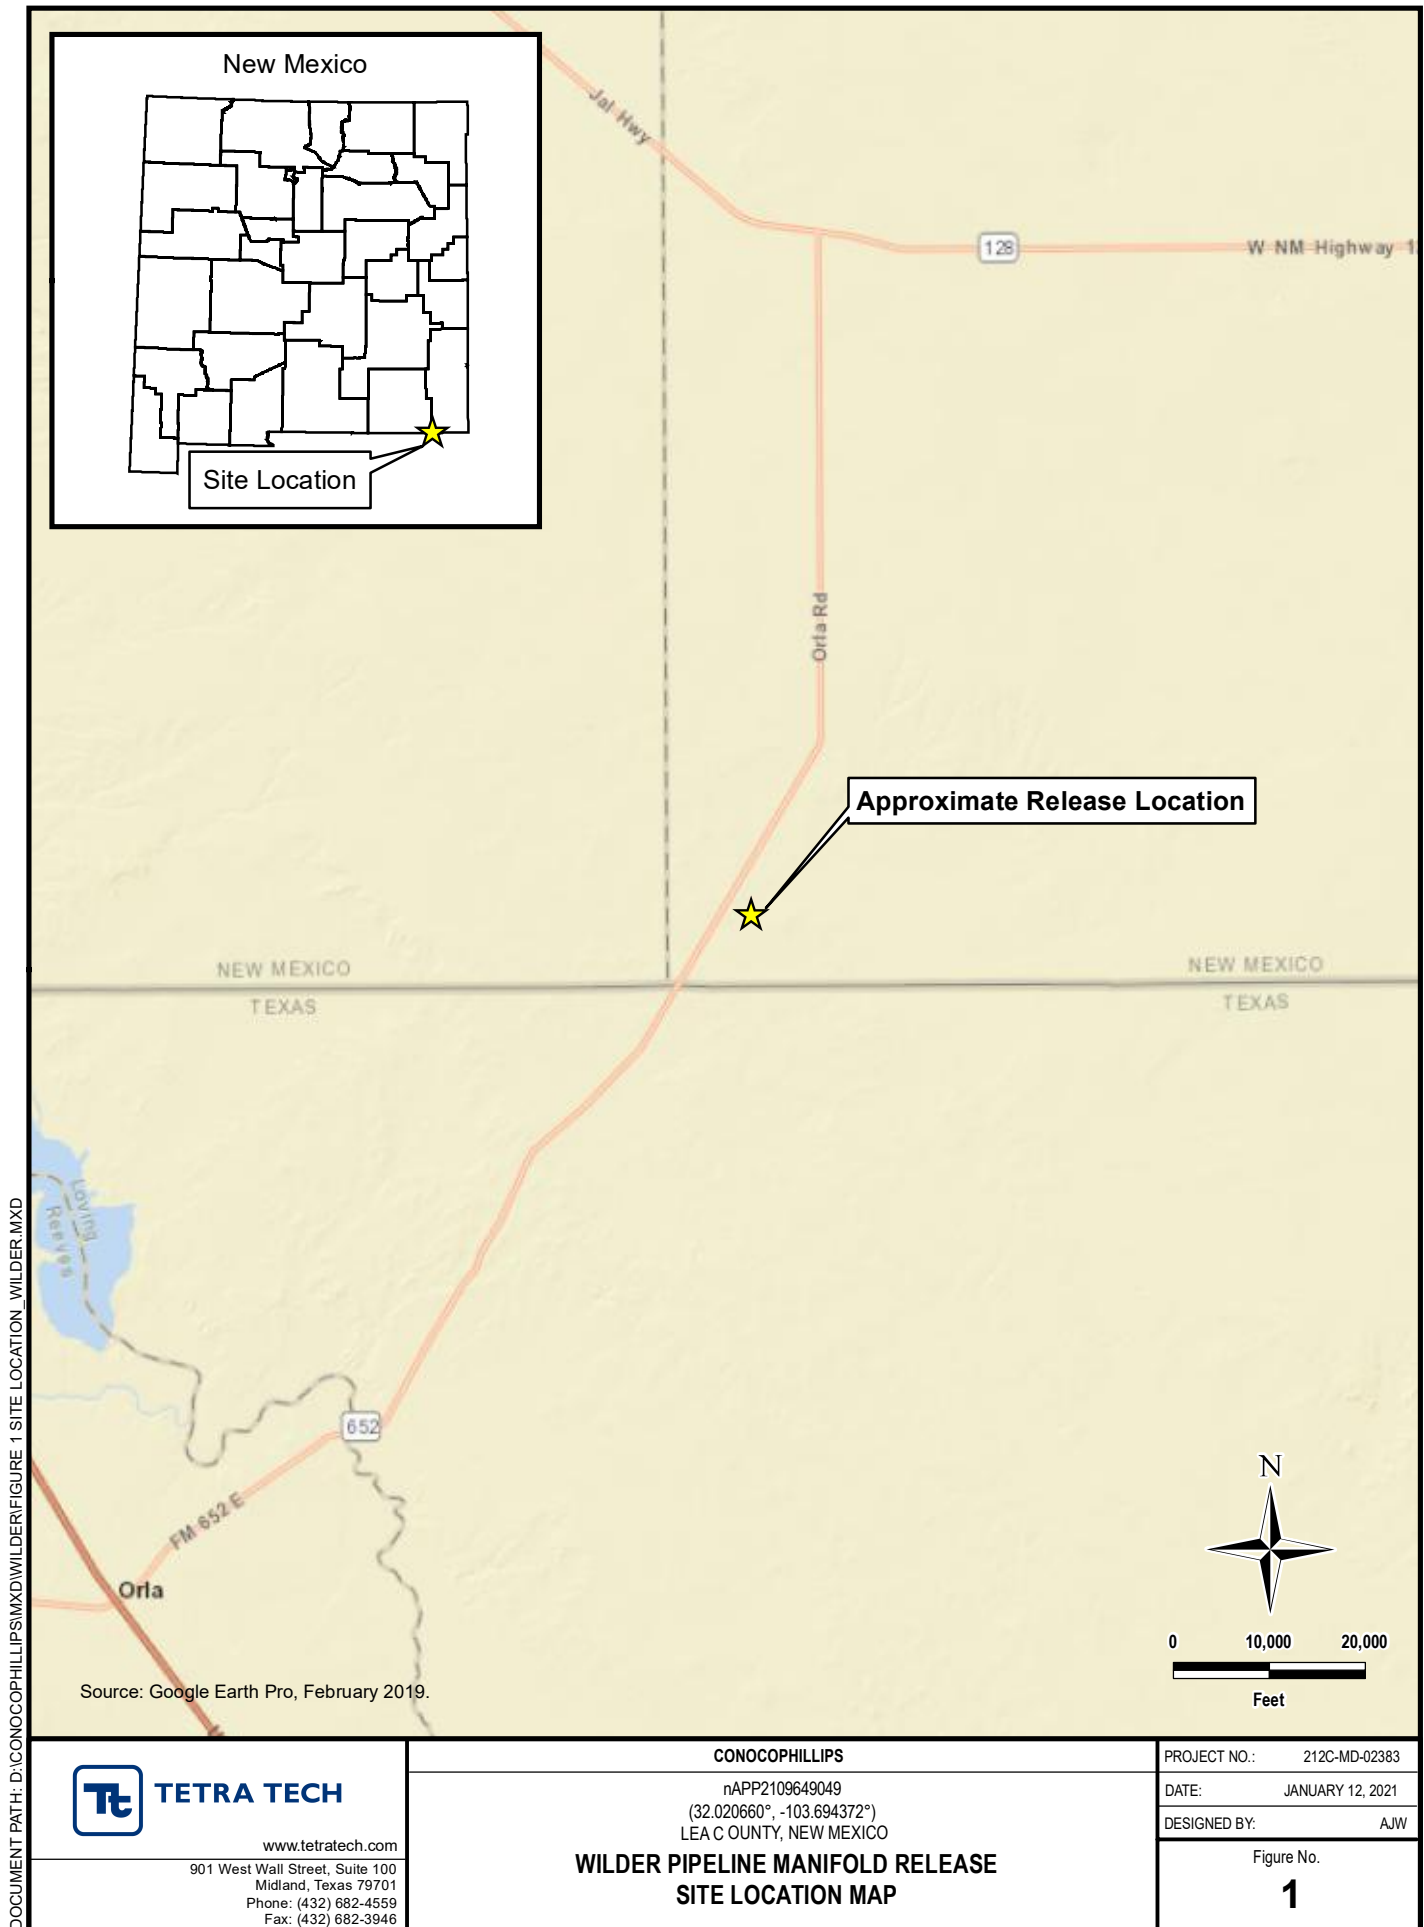 New Mexico
Site Location
Jal Hwy
128
W NM Highway 1
Orla Rd
Approximate Release Location
NEW MEXICO
TEXAS
NEW MEXICO
TEXAS
Loving
Reeves
652
FM 652 E
Orla
N
0 10,000 20,000
Feet
Source: Google Earth Pro, February 2019.
DOCUMENT PATH: D:\CONOCOPHILLIPS\MXD\WILDER\FIGURE 1 SITE LOCATION_WILDER.MXD
Tt TETRA TECH
www.tetratech.com
901 West Wall Street, Suite 100
Midland, Texas 79701
Phone: (432) 682-4559
Fax: (432) 682-3946
CONOCOPHILLIPS
nAPP2109649049
(32.020660°, -103.694372°)
LEA C OUNTY, NEW MEXICO
WILDER PIPELINE MANIFOLD RELEASE
SITE LOCATION MAP
PROJECT NO.: 212C-MD-02383
DATE: JANUARY 12, 2021
DESIGNED BY: AJW
Figure No.
1